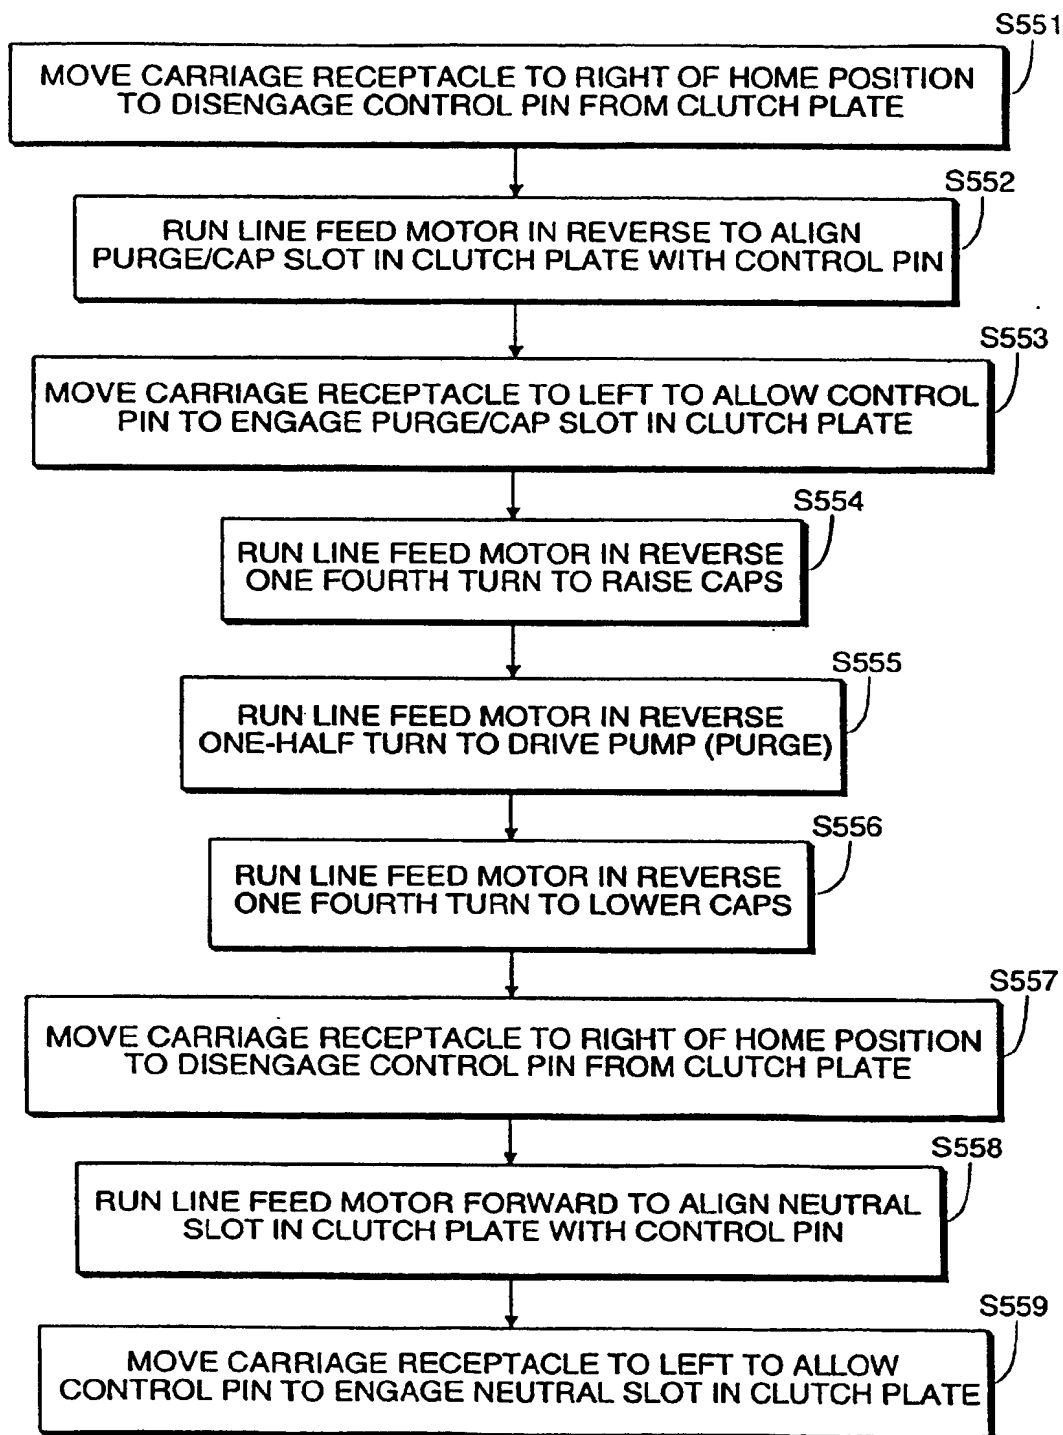 S551
MOVE CARRIAGE RECEPTACLE TO RIGHT OF HOME POSITION
TO DISENGAGE CONTROL PIN FROM CLUTCH PLATE
S552
RUN LINE FEED MOTOR IN REVERSE TO ALIGN
PURGE/CAP SLOT IN CLUTCH PLATE WITH CONTROL PIN
S553
MOVE CARRIAGE RECEPTACLE TO LEFT TO ALLOW CONTROL
PIN TO ENGAGE PURGE/CAP SLOT IN CLUTCH PLATE
S554
RUN LINE FEED MOTOR IN REVERSE
ONE FOURTH TURN TO RAISE CAPS
S555
RUN LINE FEED MOTOR IN REVERSE
ONE-HALF TURN TO DRIVE PUMP (PURGE)
S556
RUN LINE FEED MOTOR IN REVERSE
ONE FOURTH TURN TO LOWER CAPS
S557
MOVE CARRIAGE RECEPTACLE TO RIGHT OF HOME POSITION
TO DISENGAGE CONTROL PIN FROM CLUTCH PLATE
S558
RUN LINE FEED MOTOR FORWARD TO ALIGN NEUTRAL
SLOT IN CLUTCH PLATE WITH CONTROL PIN
S559
MOVE CARRIAGE RECEPTACLE TO LEFT TO ALLOW
CONTROL PIN TO ENGAGE NEUTRAL SLOT IN CLUTCH PLATE